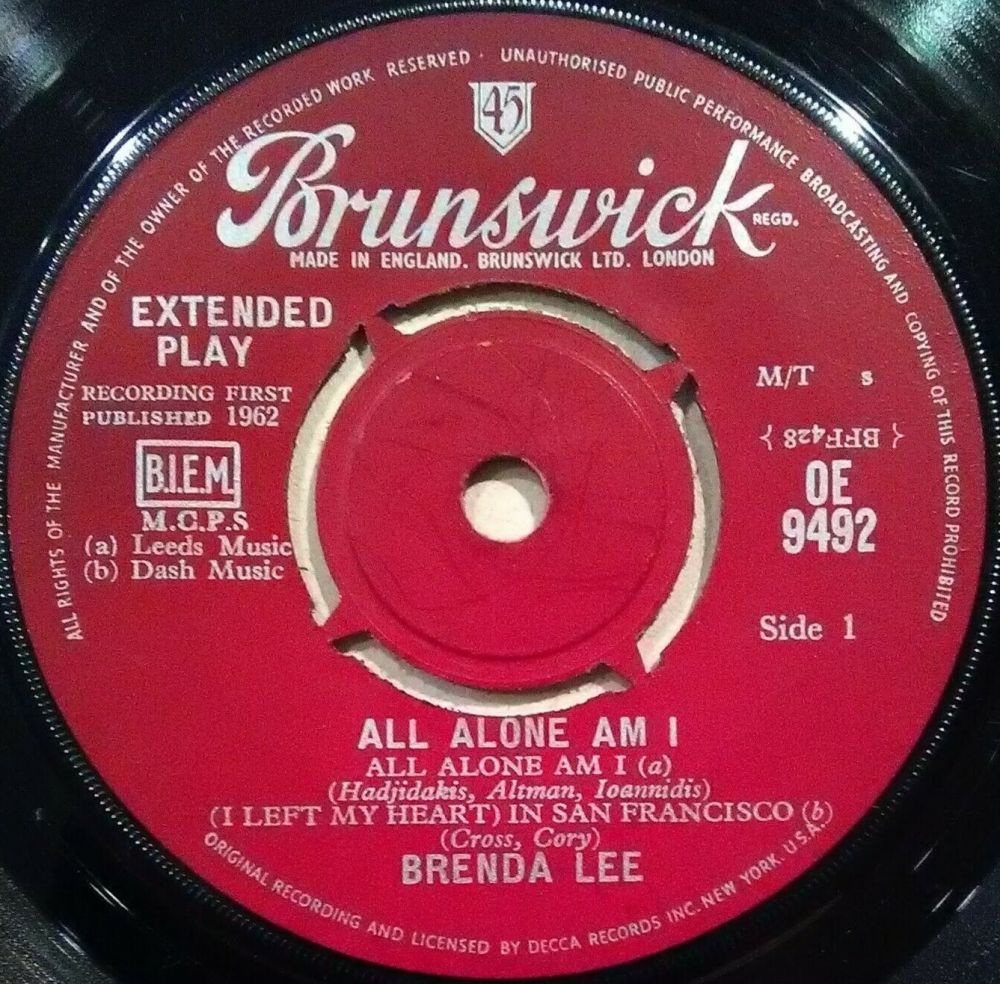 ALL RIGHTS OF THE MANUFACTURER AND OF THE OWNER OF THE RECORDED WORK RESERVED · UNAUTHORISED PUBLIC PERFORMANCE BROADCASTING AND COPYING OF THIS RECORD PROHIBITED
45
Brunswick REGD.
MADE IN ENGLAND. BRUNSWICK LTD. LONDON
EXTENDED
PLAY
RECORDING FIRST
PUBLISHED 1962
B.I.E.M.
M.C.P.S
(a) Leeds Music
(b) Dash Music
M/T s
{ BFF428 }
OE
9492
Side 1
ALL ALONE AM I
ALL ALONE AM I (a)
(Hadjidakis, Altman, Ioannidis)
(I LEFT MY HEART) IN SAN FRANCISCO (b)
(Cross, Cory)
BRENDA LEE
ORIGINAL RECORDING AND LICENSED BY DECCA RECORDS INC. NEW YORK. U.S.A.